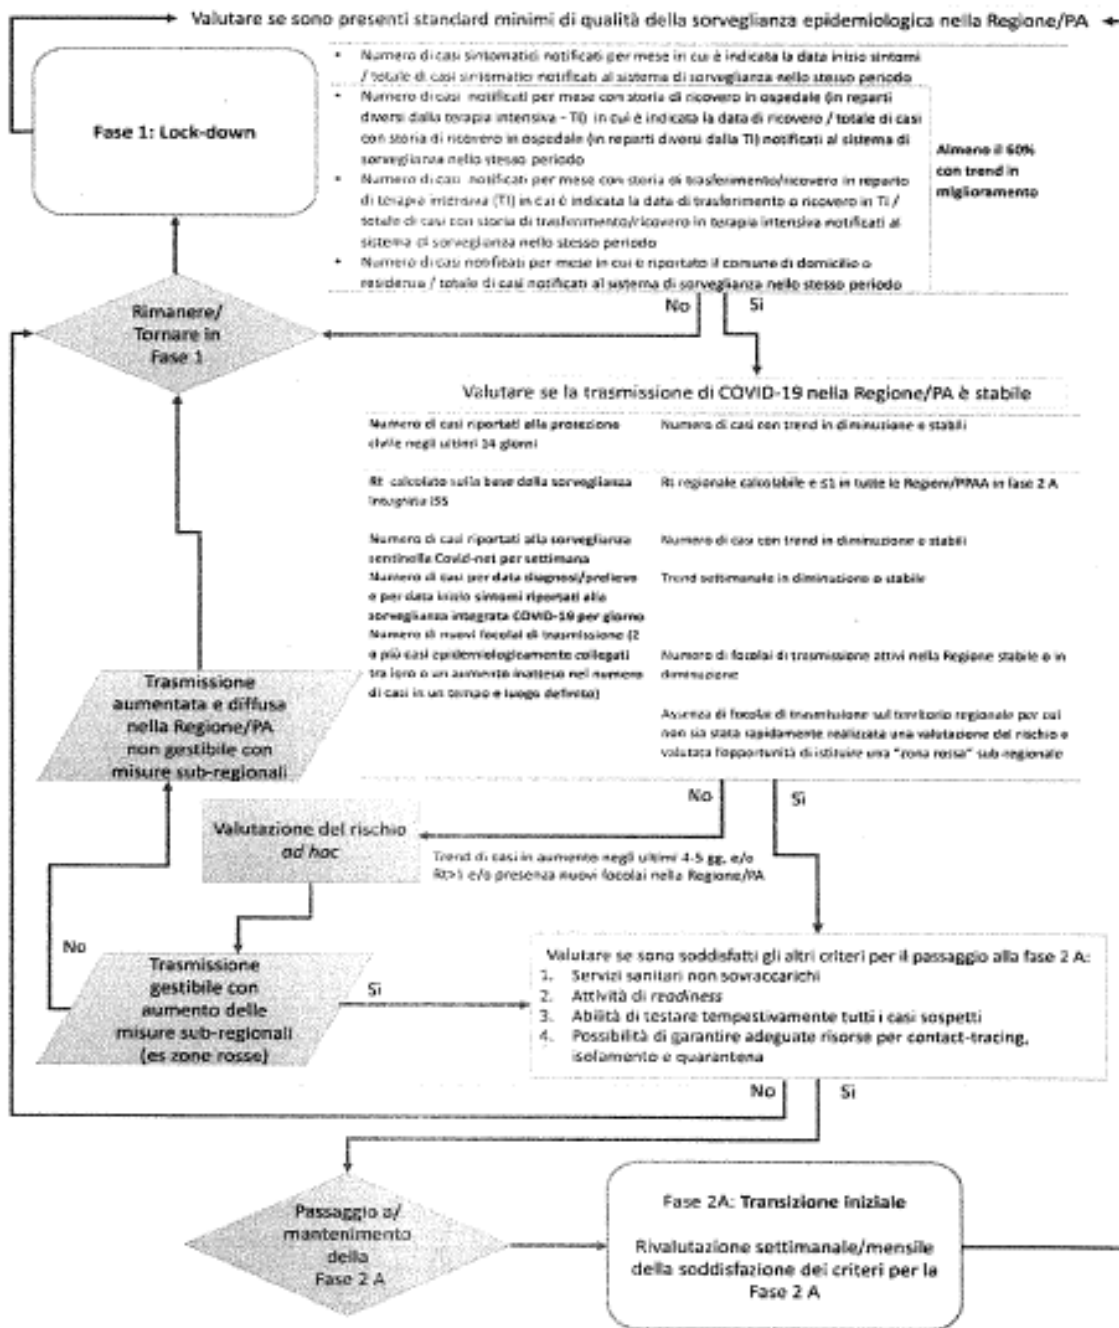 Valutare se sono presenti standard minimi di qualità della sorveglianza epidemiologica nella Regione/PA
Fase 1: Lock-down
• Numero di casi sintomatici notificati per mese in cui è indicata la data inizio sintomi
/ totale di casi sintomatici notificati al sistema di sorveglianza nello stesso periodo
• Numero di casi notificati per mese con storia di ricovero in ospedale (in reparti
diversi dalla terapia intensiva - TI) in cui è indicata la data di ricovero / totale di casi
con storia di ricovero in ospedale (in reparti diversi dalla TI) notificati al sistema di
sorveglianza nello stesso periodo
• Numero di casi notificati per mese con storia di trasferimento/ricovero in reparto
di terapia intensiva (TI) in cui è indicata la data di trasferimento o ricovero in TI /
totale di casi con storia di trasferimento/ricovero in terapia intensiva notificati al
sistema di sorveglianza nello stesso periodo
• Numero di casi notificati per mese in cui è riportato il comune di domicilio o
residenza / totale di casi notificati al sistema di sorveglianza nello stesso periodo
Almeno il 60%
con trend in
miglioramento
No
Si
Rimanere/
Tornare in
Fase 1
Valutare se la trasmissione di COVID-19 nella Regione/PA è stabile
Numero di casi riportati alla protezione
civile negli ultimi 14 giorni
Numero di casi con trend in diminuzione o stabili
Rt calcolato sulla base della sorveglianza
integrata ISS
Rt regionale calcolabile e ≤1 in tutte le Regioni/PPAA in fase 2 A
Numero di casi riportati alla sorveglianza
sentinella Covid-net per settimana
Numero di casi con trend in diminuzione o stabili
Numero di casi per data diagnosi/prelievo
e per data inizio sintomi riportati alla
sorveglianza integrata COVID-19 per giorno
Trend settimanale in diminuzione o stabile
Numero di nuovi focolai di trasmissione (2
o più casi epidemiologicamente collegati
tra loro o un aumento inatteso nel numero
di casi in un tempo e luogo definito)
Numero di focolai di trasmissione attivi nella Regione stabile o in
diminuzione
Assenza di focolai di trasmissione sul territorio regionale per cui
non sia stata rapidamente realizzata una valutazione del rischio e
valutata l'opportunità di istituire una "zona rossa" sub-regionale
Trasmissione
aumentata e diffusa
nella Regione/PA
non gestibile con
misure sub-regionali
No
Si
Valutazione del rischio
ad hoc
Trend di casi in aumento negli ultimi 4-5 gg, e/o
Rt>1 e/o presenza nuovi focolai nella Regione/PA
No
Trasmissione
gestibile con
aumento delle
misure sub-regionali
(es zone rosse)
Si
Valutare se sono soddisfatti gli altri criteri per il passaggio alla fase 2 A:
1. Servizi sanitari non sovraccarichi
2. Attività di readiness
3. Abilità di testare tempestivamente tutti i casi sospetti
4. Possibilità di garantire adeguate risorse per contact-tracing,
isolamento e quarantena
No
Si
Passaggio a/
mantenimento
della
Fase 2 A
Fase 2A: Transizione iniziale
Rivalutazione settimanale/mensile
della soddisfazione dei criteri per la
Fase 2 A